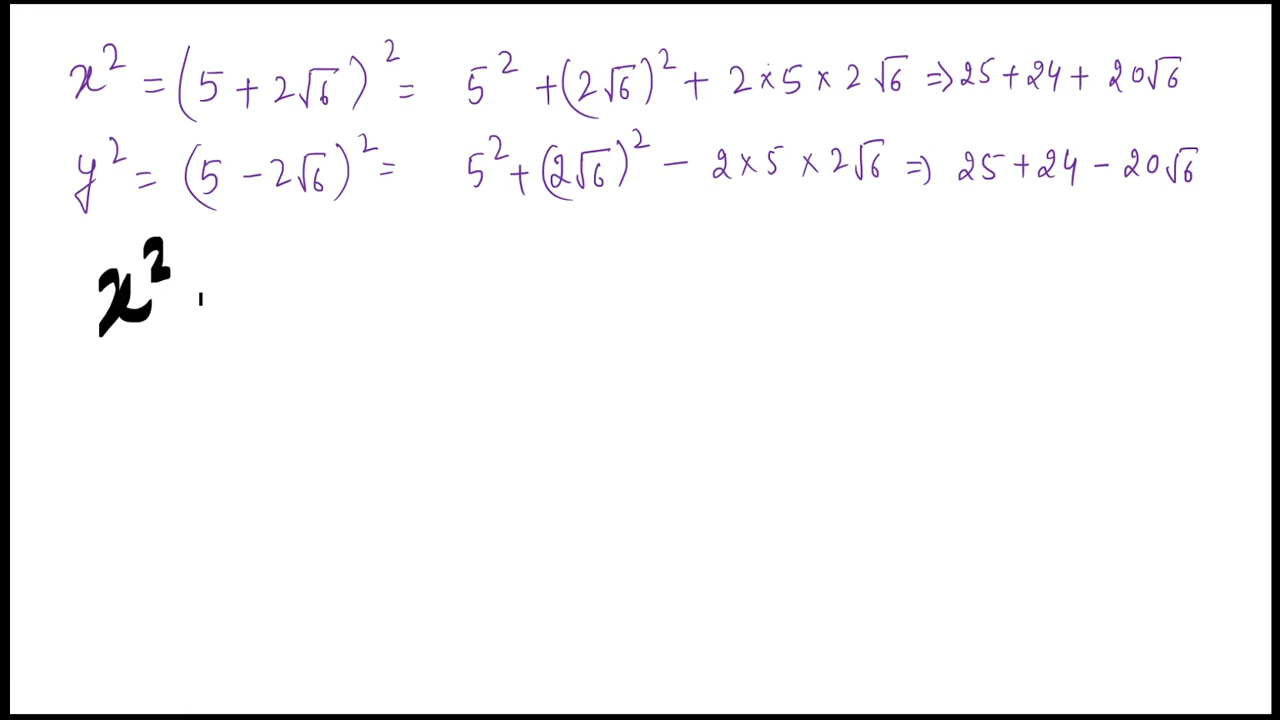 x² = (5 + 2√6)² = 5² + (2√6)² + 2 × 5 × 2√6 ⇒ 25 + 24 + 20√6
y² = (5 - 2√6)² = 5² + (2√6)² - 2 × 5 × 2√6 ⇒ 25 + 24 - 20√6
x²